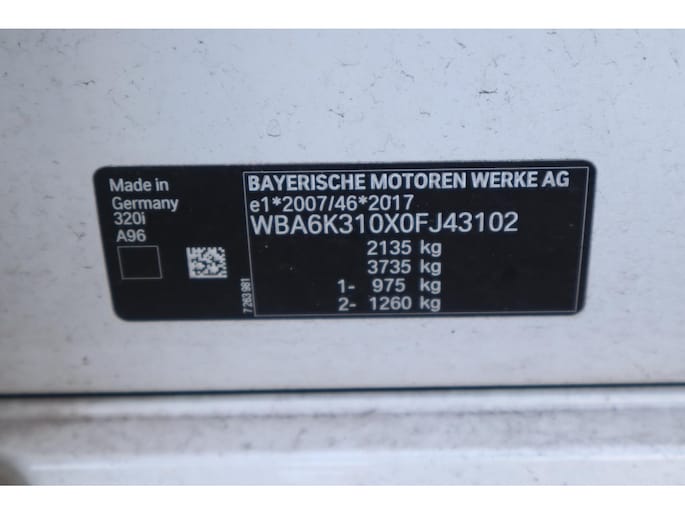 Made in
Germany
320i
A96
7 263 981
BAYERISCHE MOTOREN WERKE AG
e1*2007/46*2017
WBA6K310X0FJ43102
2135 kg
3735 kg
1- 975 kg
2- 1260 kg